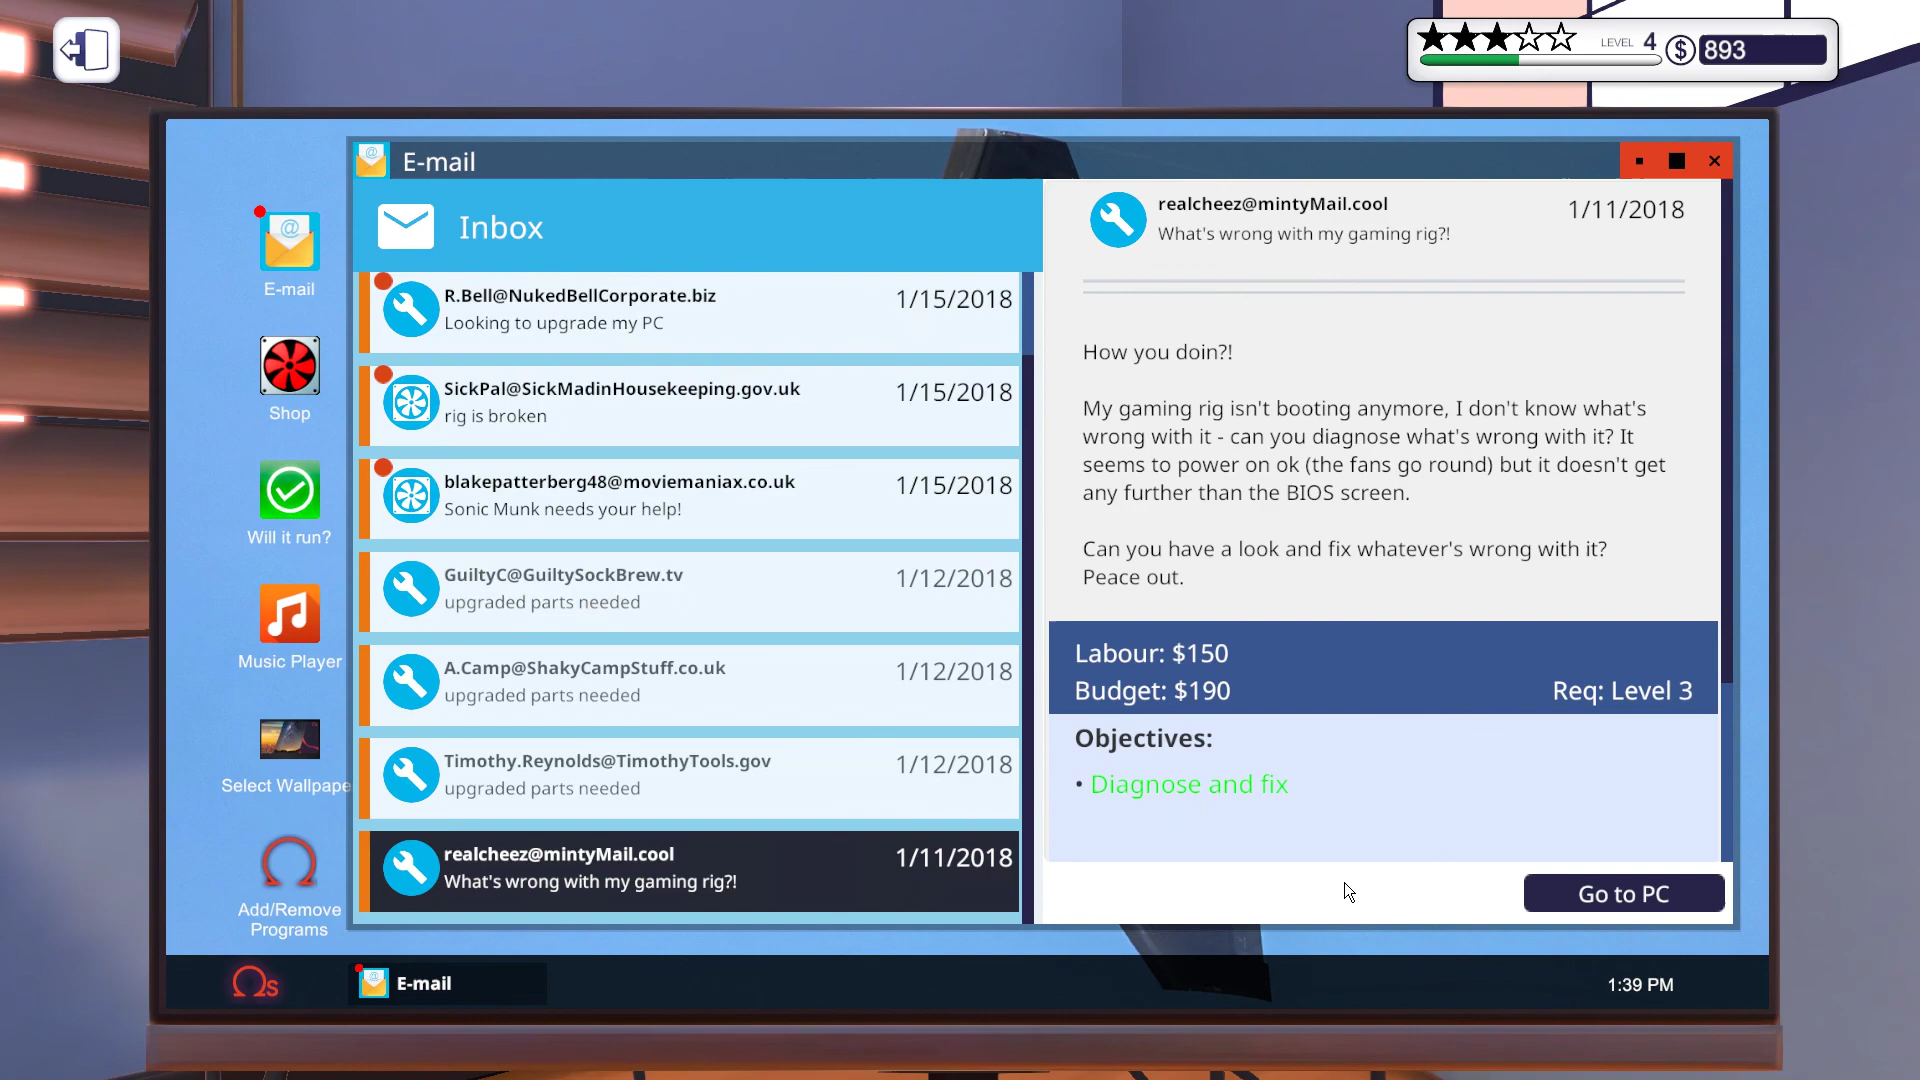 LEVEL 4
$ 893
E-mail
Inbox
R.Bell@NukedBellCorporate.biz
1/15/2018
Looking to upgrade my PC
SickPal@SickMadinHousekeeping.gov.uk
1/15/2018
rig is broken
blakepatterberg48@moviemaniax.co.uk
1/15/2018
Sonic Munk needs your help!
GuiltyC@GuiltySockBrew.tv
1/12/2018
upgraded parts needed
A.Camp@ShakyCampStuff.co.uk
1/12/2018
upgraded parts needed
Timothy.Reynolds@TimothyTools.gov
1/12/2018
upgraded parts needed
realcheez@mintyMail.cool
1/11/2018
What's wrong with my gaming rig?!
realcheez@mintyMail.cool
1/11/2018
What's wrong with my gaming rig?!
How you doin?!
My gaming rig isn't booting anymore, I don't know what's
wrong with it - can you diagnose what's wrong with it? It
seems to power on ok (the fans go round) but it doesn't get
any further than the BIOS screen.
Can you have a look and fix whatever's wrong with it?
Peace out.
Labour: $150
Budget: $190
Req: Level 3
Objectives:
• Diagnose and fix
Go to PC
E-mail
Shop
Will it run?
Music Player
Select Wallpape
Add/Remove
Programs
Ωs
E-mail
1:39 PM